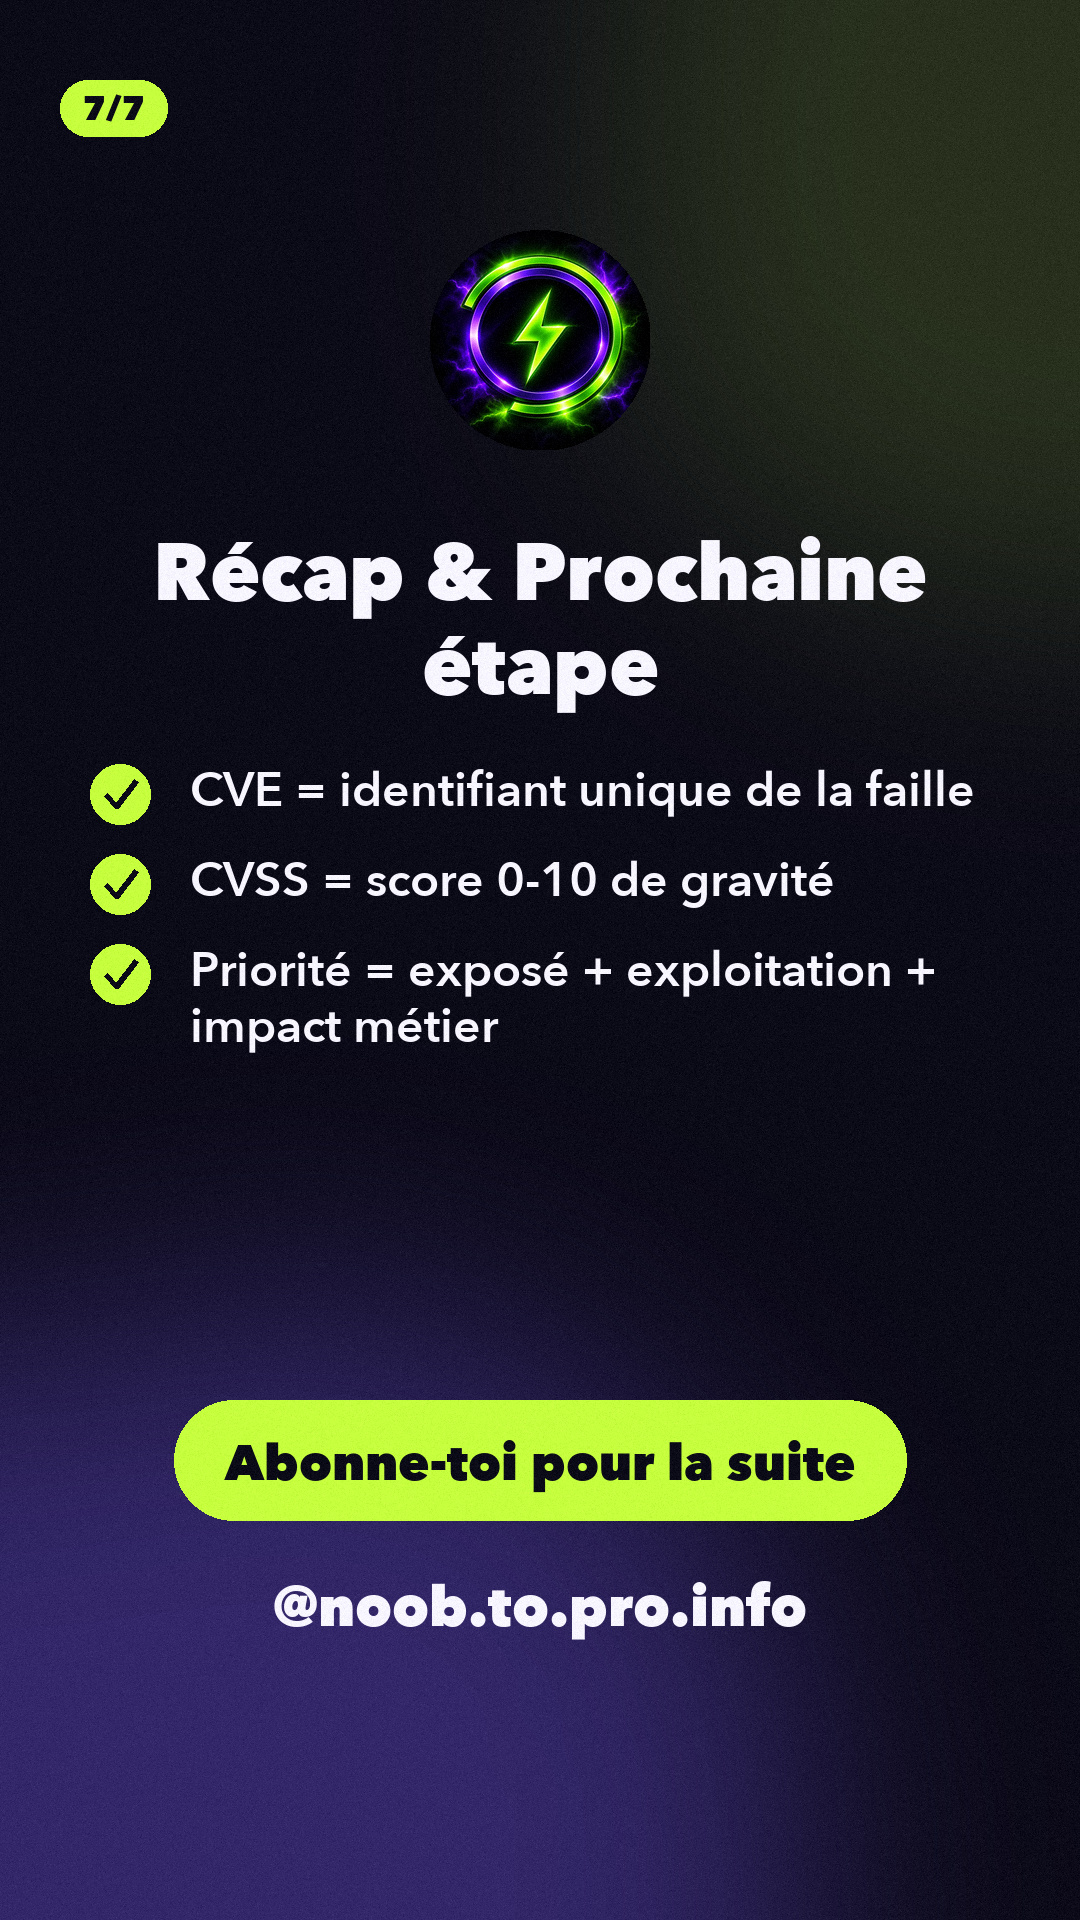 7/7
Récap & Prochaine
étape
CVE = identifiant unique de la faille
CVSS = score 0-10 de gravité
Priorité = exposé + exploitation +
impact métier
Abonne-toi pour la suite
@noob.to.pro.info